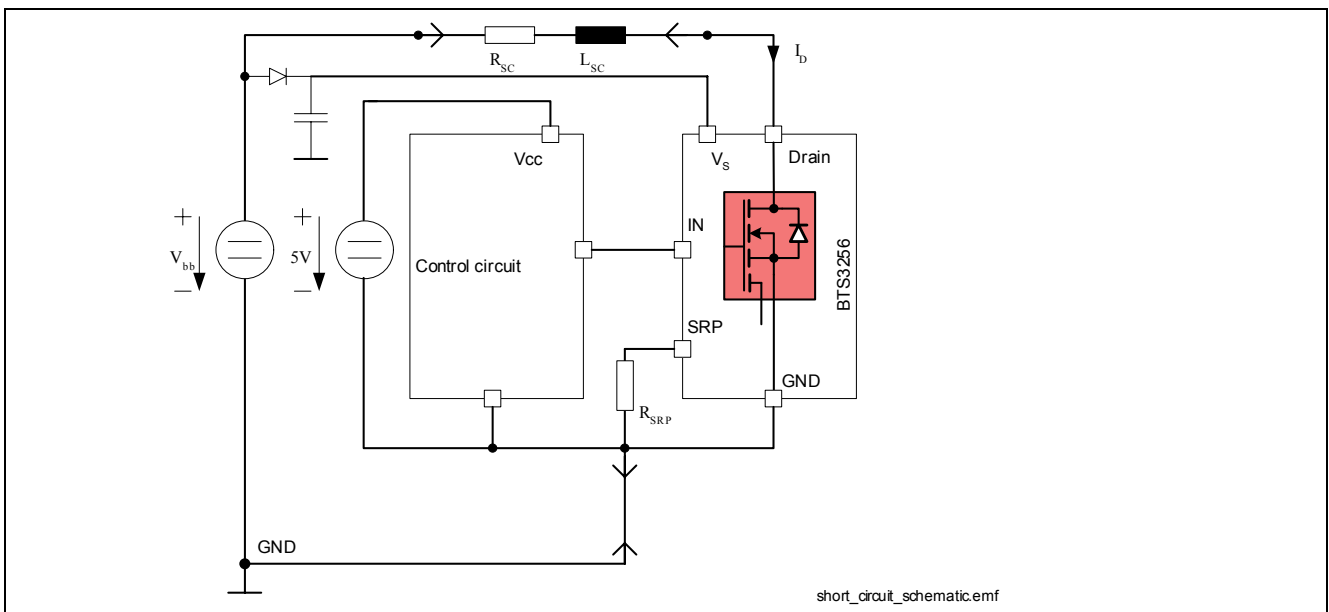 I_D
R_SC L_SC
Vcc
V_S
Drain
+
V_bb
−
+
5V
−
IN
Control circuit
BTS3256
SRP
GND
R_SRP
GND
short_circuit_schematic.emf